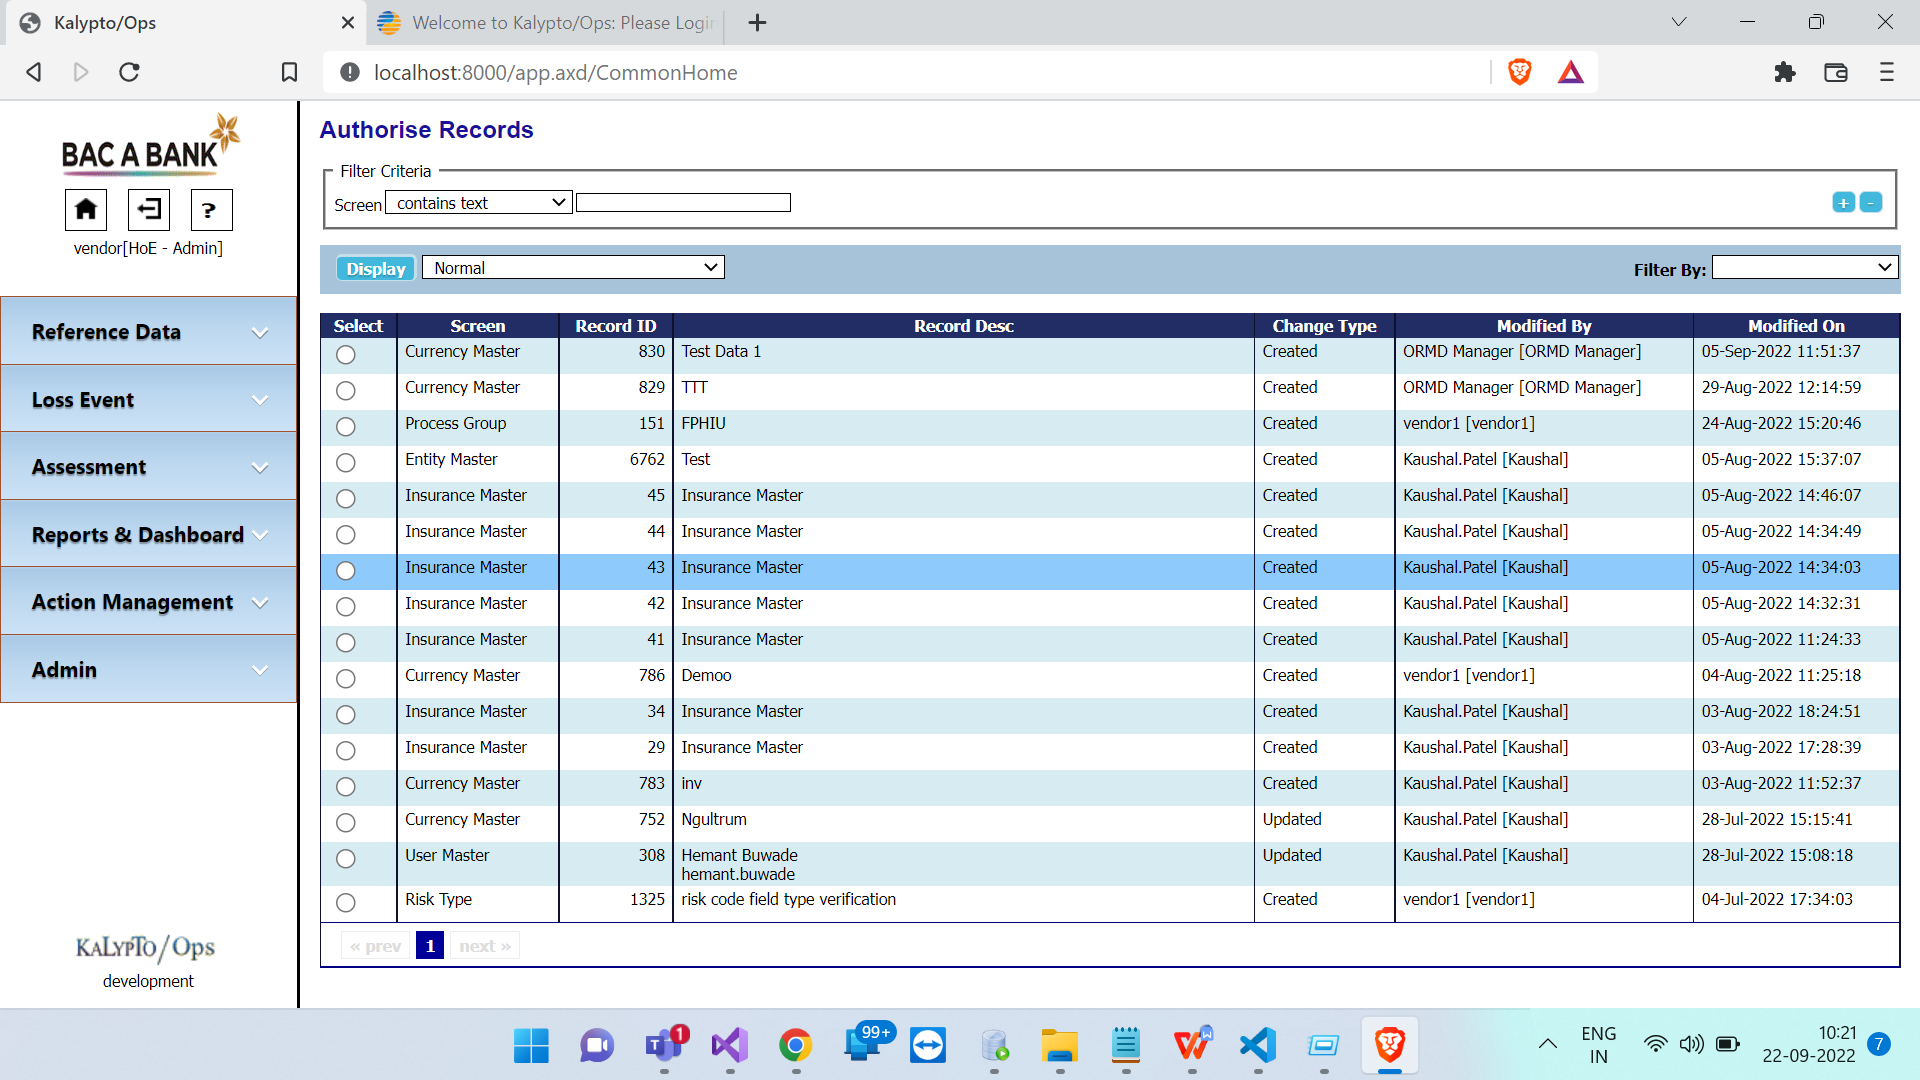 Kalypto/Ops
Welcome to Kalypto/Ops: Please Login
localhost:8000/app.axd/CommonHome
BAC A BANK
?
vendor[HoE - Admin]
Reference Data
Loss Event
Assessment
Reports & Dashboard
Action Management
Admin
KALYPTO/Ops
development
Authorise Records
Filter Criteria
Screen contains text
+ -
Display Normal Filter By:
Select Screen Record ID Record Desc Change Type Modified By Modified On
Currency Master 830 Test Data 1 Created ORMD Manager [ORMD Manager] 05-Sep-2022 11:51:37
Currency Master 829 TTT Created ORMD Manager [ORMD Manager] 29-Aug-2022 12:14:59
Process Group 151 FPHIU Created vendor1 [vendor1] 24-Aug-2022 15:20:46
Entity Master 6762 Test Created Kaushal.Patel [Kaushal] 05-Aug-2022 15:37:07
Insurance Master 45 Insurance Master Created Kaushal.Patel [Kaushal] 05-Aug-2022 14:46:07
Insurance Master 44 Insurance Master Created Kaushal.Patel [Kaushal] 05-Aug-2022 14:34:49
Insurance Master 43 Insurance Master Created Kaushal.Patel [Kaushal] 05-Aug-2022 14:34:03
Insurance Master 42 Insurance Master Created Kaushal.Patel [Kaushal] 05-Aug-2022 14:32:31
Insurance Master 41 Insurance Master Created Kaushal.Patel [Kaushal] 05-Aug-2022 11:24:33
Currency Master 786 Demoo Created vendor1 [vendor1] 04-Aug-2022 11:25:18
Insurance Master 34 Insurance Master Created Kaushal.Patel [Kaushal] 03-Aug-2022 18:24:51
Insurance Master 29 Insurance Master Created Kaushal.Patel [Kaushal] 03-Aug-2022 17:28:39
Currency Master 783 inv Created Kaushal.Patel [Kaushal] 03-Aug-2022 11:52:37
Currency Master 752 Ngultrum Updated Kaushal.Patel [Kaushal] 28-Jul-2022 15:15:41
User Master 308 Hemant Buwade Updated Kaushal.Patel [Kaushal] 28-Jul-2022 15:08:18
hemant.buwade
Risk Type 1325 risk code field type verification Created vendor1 [vendor1] 04-Jul-2022 17:34:03
« prev 1 next »
1
99+
ENG
IN
10:21
22-09-2022
7